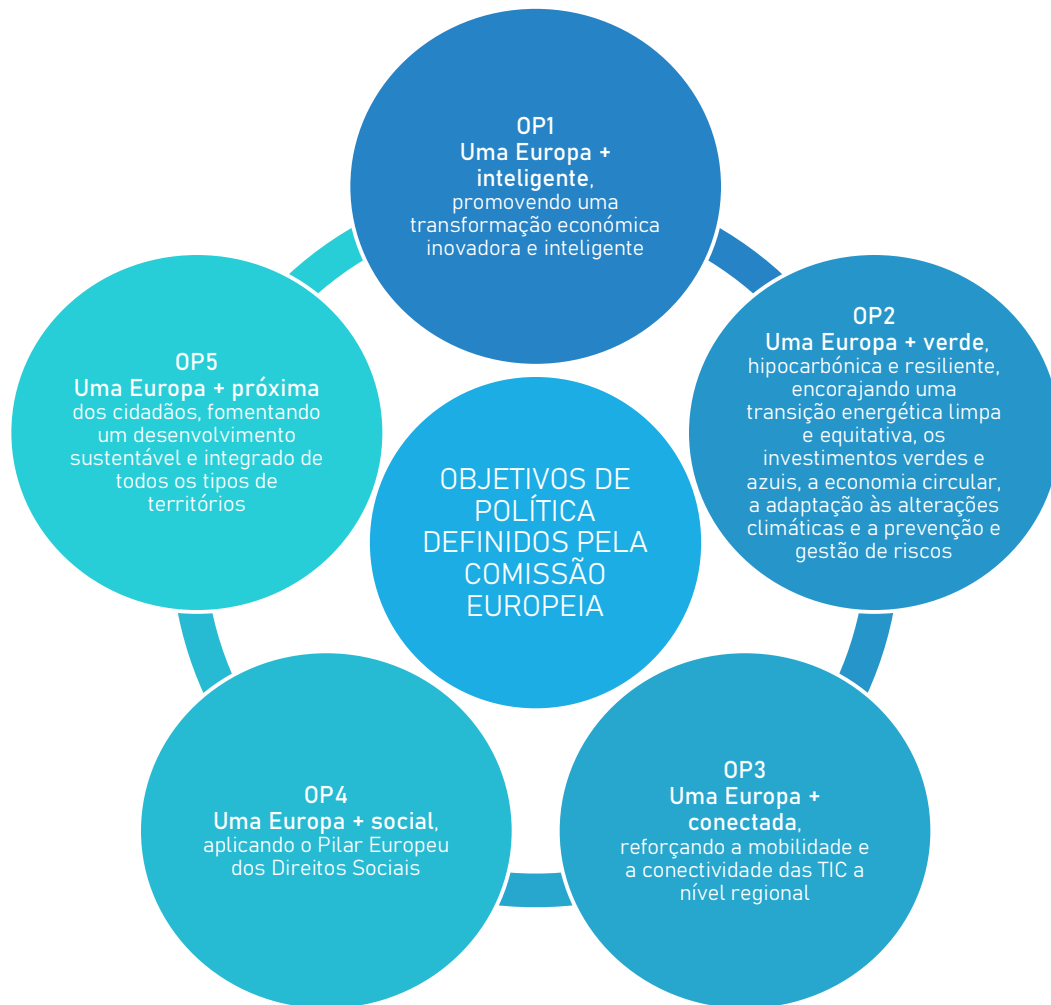 OP1
Uma Europa +
inteligente,
promovendo uma
transformação económica
inovadora e inteligente
OP2
Uma Europa + verde,
hipocarbónica e resiliente,
encorajando uma
transição energética limpa
e equitativa, os
investimentos verdes e
azuis, a economia circular,
a adaptação às alterações
climáticas e a prevenção e
gestão de riscos
OP3
Uma Europa +
conectada,
reforçando a mobilidade e
a conectividade das TIC a
nível regional
OP4
Uma Europa + social,
aplicando o Pilar Europeu
dos Direitos Sociais
OP5
Uma Europa + próxima
dos cidadãos, fomentando
um desenvolvimento
sustentável e integrado de
todos os tipos de
territórios
OBJETIVOS DE
POLÍTICA
DEFINIDOS PELA
COMISSÃO
EUROPEIA